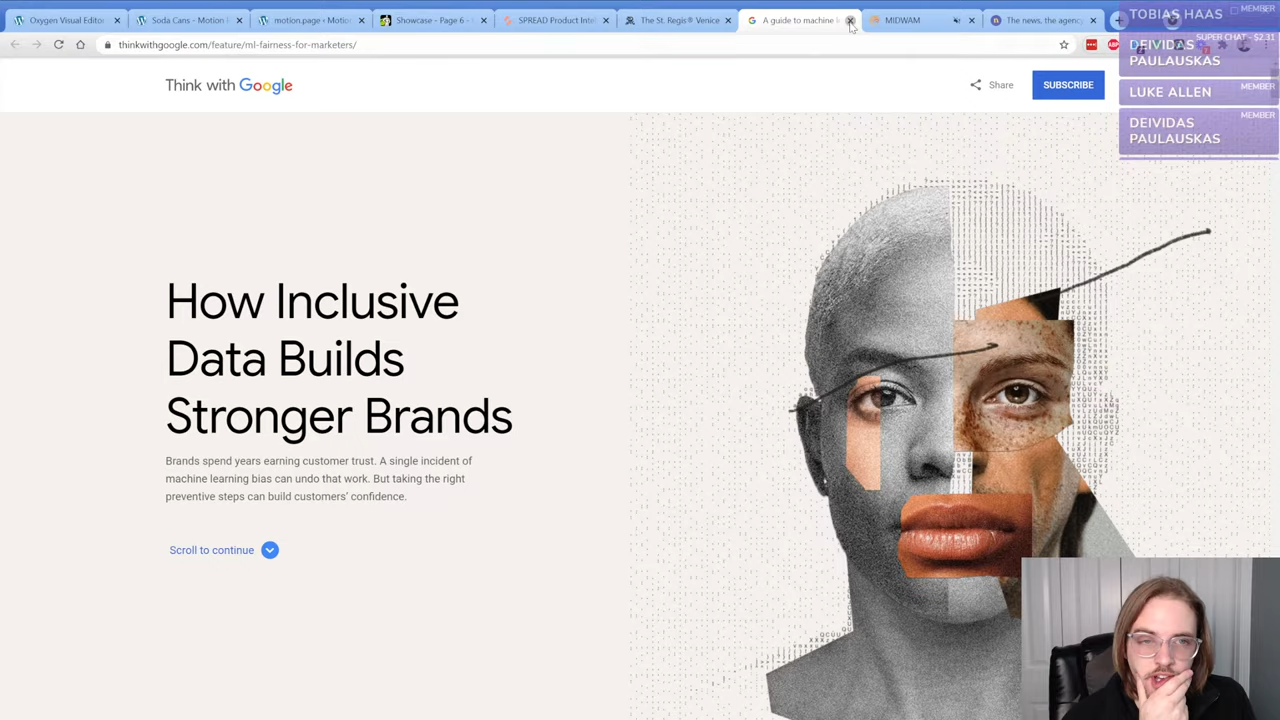 Oxygen Visual Editor
Soda Cans - Motion
motion.page • Motio
Showcase - Page 6 -
SPREAD Product Inte
The St. Regis® Venice
A guide to machine
MIDWAM
The news, the agency
TOBIAS HAAS
MEMBER
SUPER CHAT - $2.31
DEIVIDAS
PAULAUSKAS
LUKE ALLEN
MEMBER
DEIVIDAS
PAULAUSKAS
MEMBER
thinkwithgoogle.com/feature/ml-fairness-for-marketers/
Think with Google
Share
SUBSCRIBE
How Inclusive
Data Builds
Stronger Brands
Brands spend years earning customer trust. A single incident of
machine learning bias can undo that work. But taking the right
preventive steps can build customers' confidence.
Scroll to continue